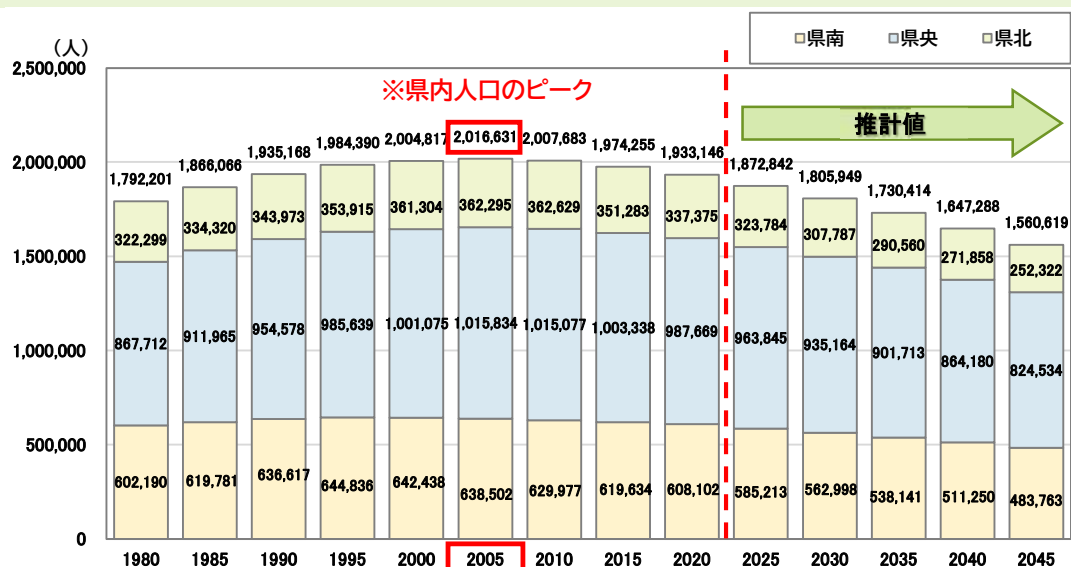 ■県南 ■県央 ■県北
(人)
2,500,000
2,000,000
1,500,000
1,000,000
500,000
0
※県内人口のピーク
推計値
1,792,201 1,866,066 1,935,168 1,984,390 2,004,817 2,016,631 2,007,683 1,974,255 1,933,146 1,872,842 1,805,949 1,730,414 1,647,288 1,560,619
322,299 334,320 343,973 353,915 361,304 362,295 362,629 351,283 337,375 323,784 307,787 290,560 271,858 252,322
867,712 911,965 954,578 985,639 1,001,075 1,015,834 1,015,077 1,003,338 987,669 963,845 935,164 901,713 864,180 824,534
602,190 619,781 636,617 644,836 642,438 638,502 629,977 619,634 608,102 585,213 562,998 538,141 511,250 483,763
1980 1985 1990 1995 2000 2005 2010 2015 2020 2025 2030 2035 2040 2045